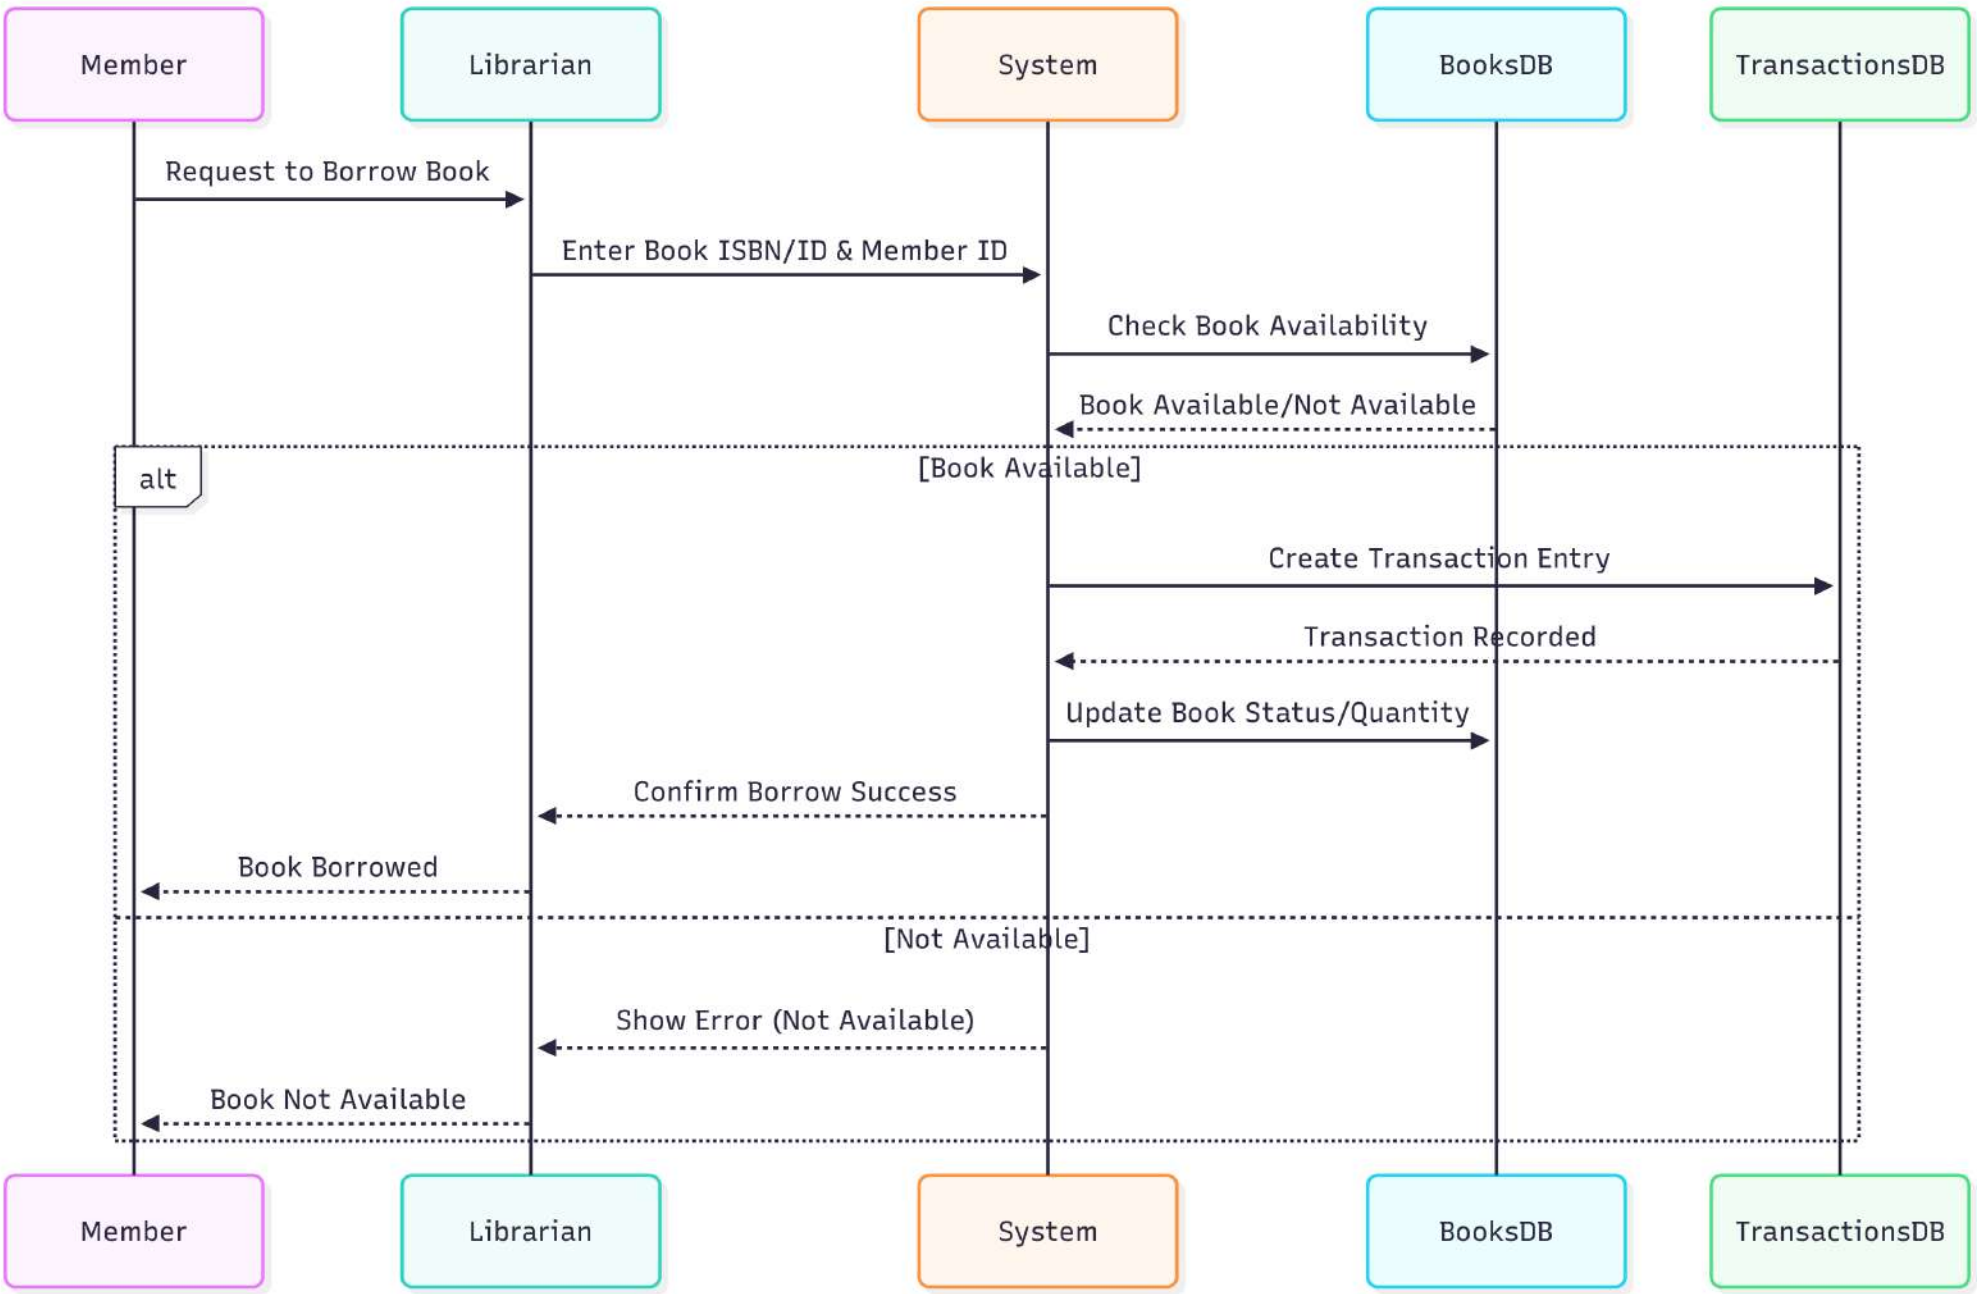 Member
Librarian
System
BooksDB
TransactionsDB
Request to Borrow Book
Enter Book ISBN/ID & Member ID
Check Book Availability
Book Available/Not Available
alt
[Book Available]
Create Transaction Entry
Transaction Recorded
Update Book Status/Quantity
Confirm Borrow Success
Book Borrowed
[Not Available]
Show Error (Not Available)
Book Not Available
Member
Librarian
System
BooksDB
TransactionsDB